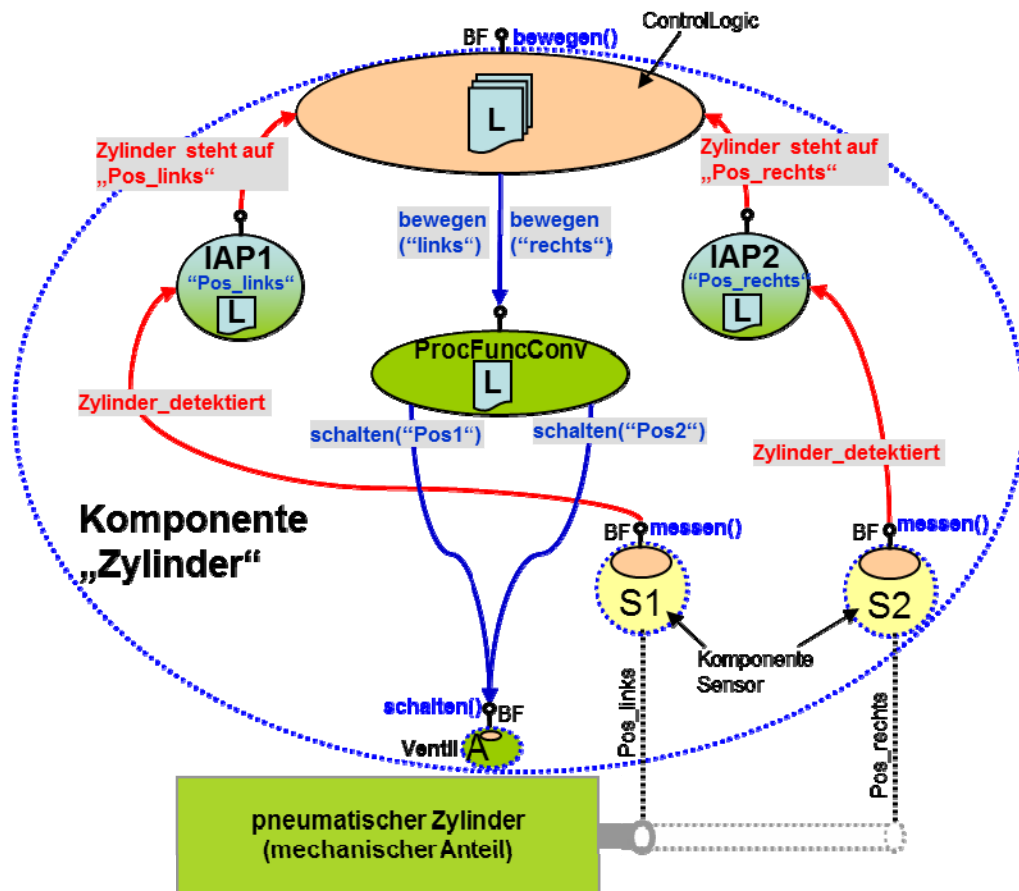 ControlLogic
BF bewegen()
L
Zylinder steht auf
„Pos_links“
Zylinder steht auf
„Pos_rechts“
bewegen
(“links“)
bewegen
(“rechts“)
IAP1
“Pos_links“
L
IAP2
“Pos_rechts“
L
ProcFuncConv
L
Zylinder_detektiert
schalten(“Pos1“)
schalten(“Pos2“)
Zylinder_detektiert
Komponente
„Zylinder“
BF messen()
S1
BF messen()
S2
Komponente
Sensor
schalten()
BF
Ventil A
Pos_links
Pos_rechts
pneumatischer Zylinder
(mechanischer Anteil)